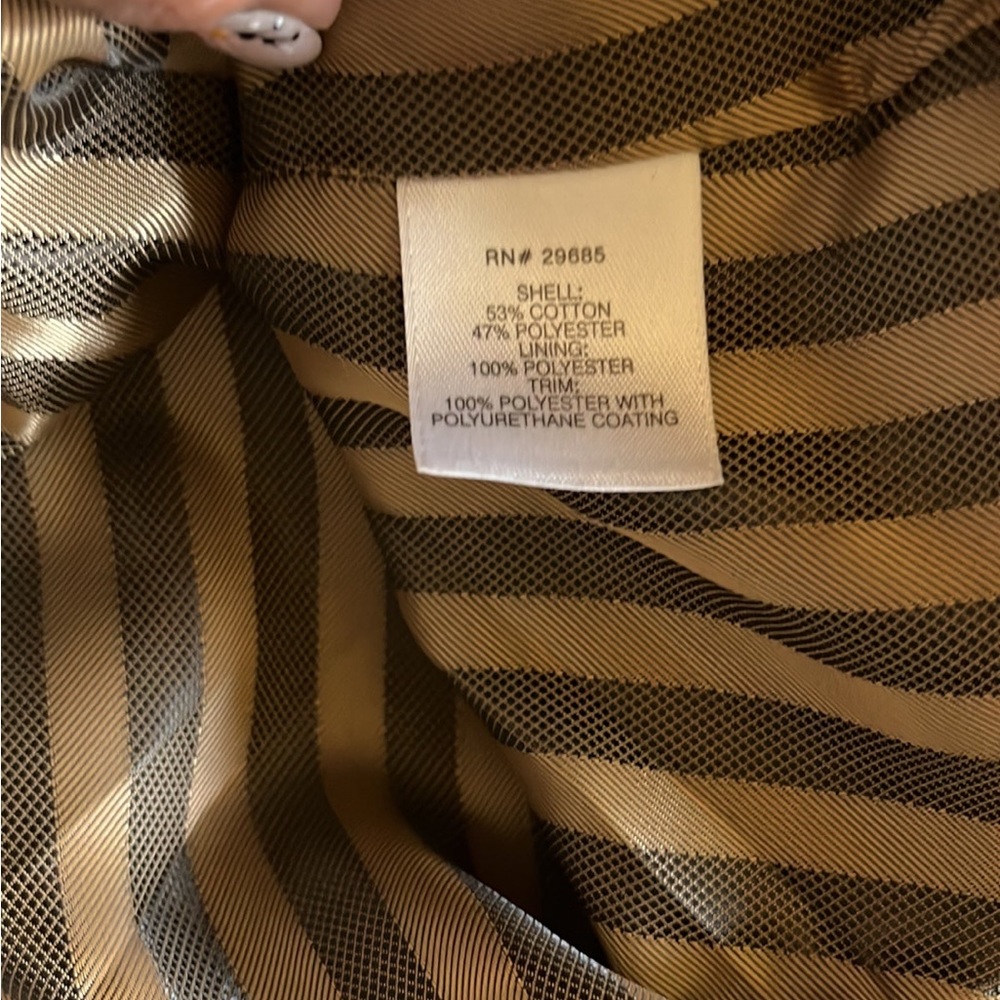 RN# 29685
SHELL:
53% COTTON
47% POLYESTER
LINING:
100% POLYESTER
TRIM:
100% POLYESTER WITH
POLYURETHANE COATING